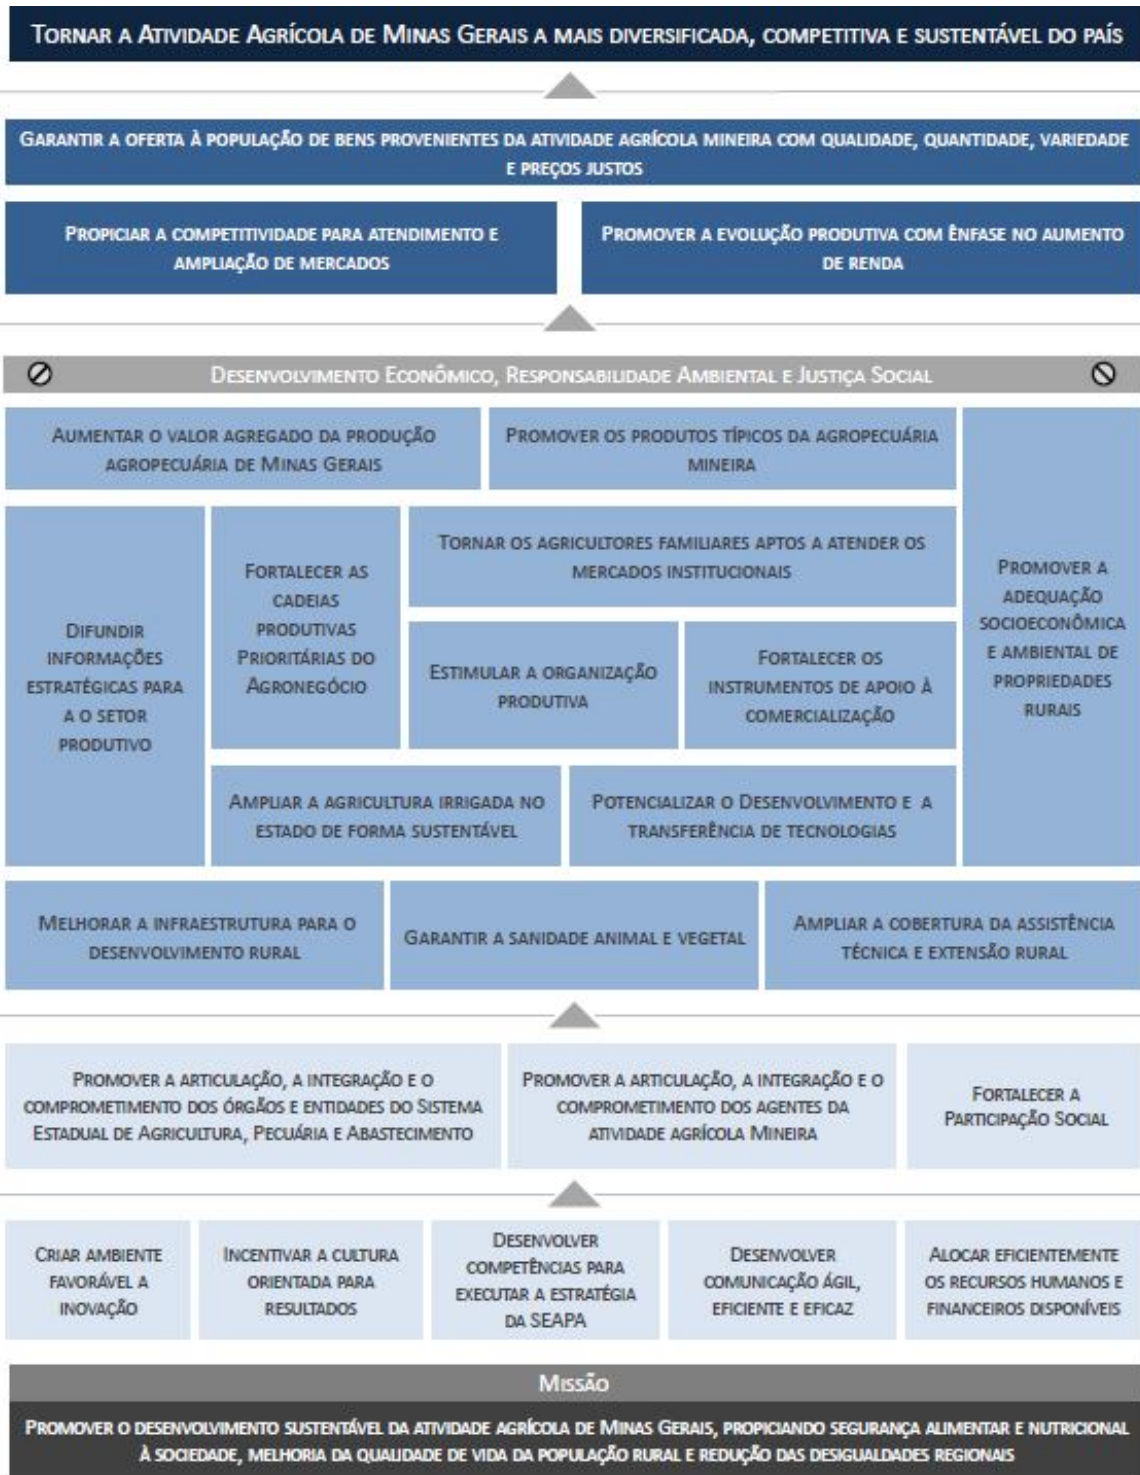 Tornar a Atividade Agrícola de Minas Gerais a mais diversificada, competitiva e sustentável do país
Garantir a oferta à população de bens provenientes da atividade agrícola mineira com qualidade, quantidade, variedade
e preços justos
Propiciar a competitividade para atendimento e
ampliação de mercados
Promover a evolução produtiva com ênfase no aumento
de renda
Desenvolvimento Econômico, Responsabilidade Ambiental e Justiça Social
Aumentar o valor agregado da produção
agropecuária de Minas Gerais
Promover os produtos típicos da agropecuária
mineira
Difundir
informações
estratégicas para
a o setor
produtivo
Fortalecer as
cadeias
produtivas
Prioritárias do
Agronegócio
Tornar os agricultores familiares aptos a atender os
mercados institucionais
Estimular a organização
produtiva
Fortalecer os
instrumentos de apoio à
comercialização
Promover a
adequação
socioeconômica
e ambiental de
propriedades
rurais
Ampliar a agricultura irrigada no
estado de forma sustentável
Potencializar o Desenvolvimento e a
transferência de tecnologias
Melhorar a infraestrutura para o
desenvolvimento rural
Garantir a sanidade animal e vegetal
Ampliar a cobertura da assistência
técnica e extensão rural
Promover a articulação, a integração e o
comprometimento dos órgãos e entidades do Sistema
Estadual de Agricultura, Pecuária e Abastecimento
Promover a articulação, a integração e o
comprometimento dos agentes da
atividade agrícola Mineira
Fortalecer a
Participação Social
Criar ambiente
favorável a
inovação
Incentivar a cultura
orientada para
resultados
Desenvolver
competências para
executar a estratégia
da SEAPA
Desenvolver
comunicação ágil,
eficiente e eficaz
Alocar eficientemente
os recursos humanos e
financeiros disponíveis
Missão
Promover o desenvolvimento sustentável da atividade agrícola de Minas Gerais, propiciando segurança alimentar e nutricional
à sociedade, melhoria da qualidade de vida da população rural e redução das desigualdades regionais